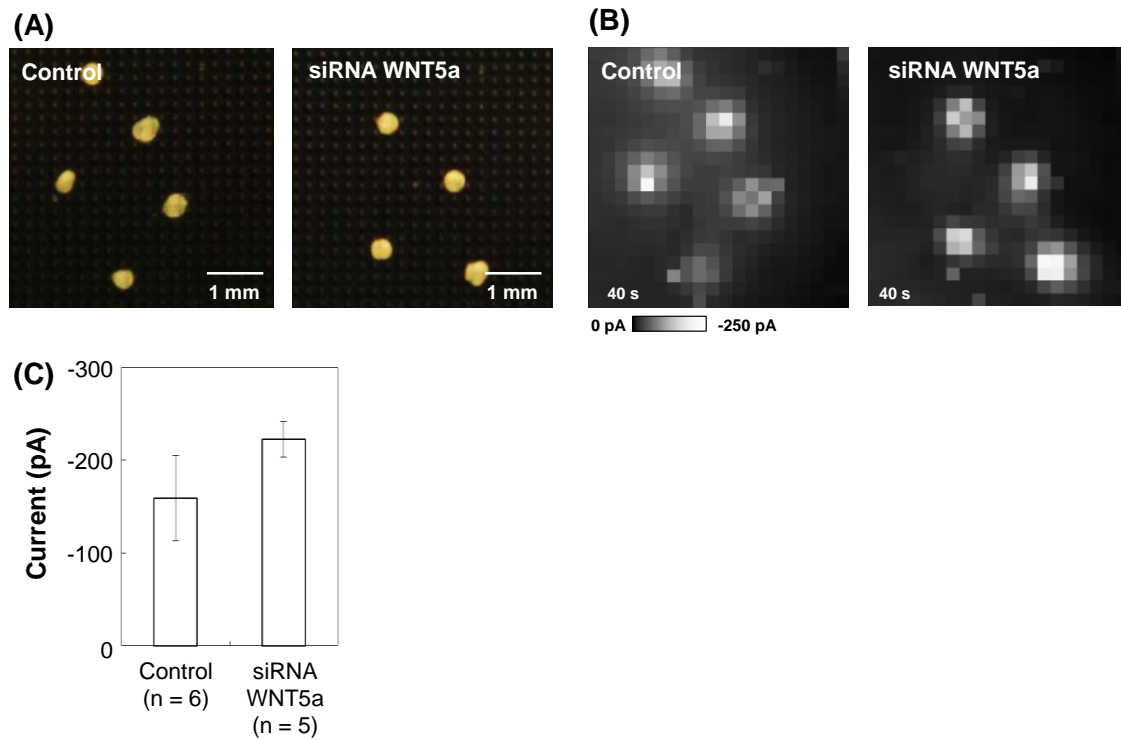 (A)
Control
siRNA WNT5a
1 mm
1 mm
(B)
Control
siRNA WNT5a
40 s
40 s
0 pA
-250 pA
(C)
Current (pA)
-300
-200
-100
0
Control
(n = 6)
siRNA
WNT5a
(n = 5)